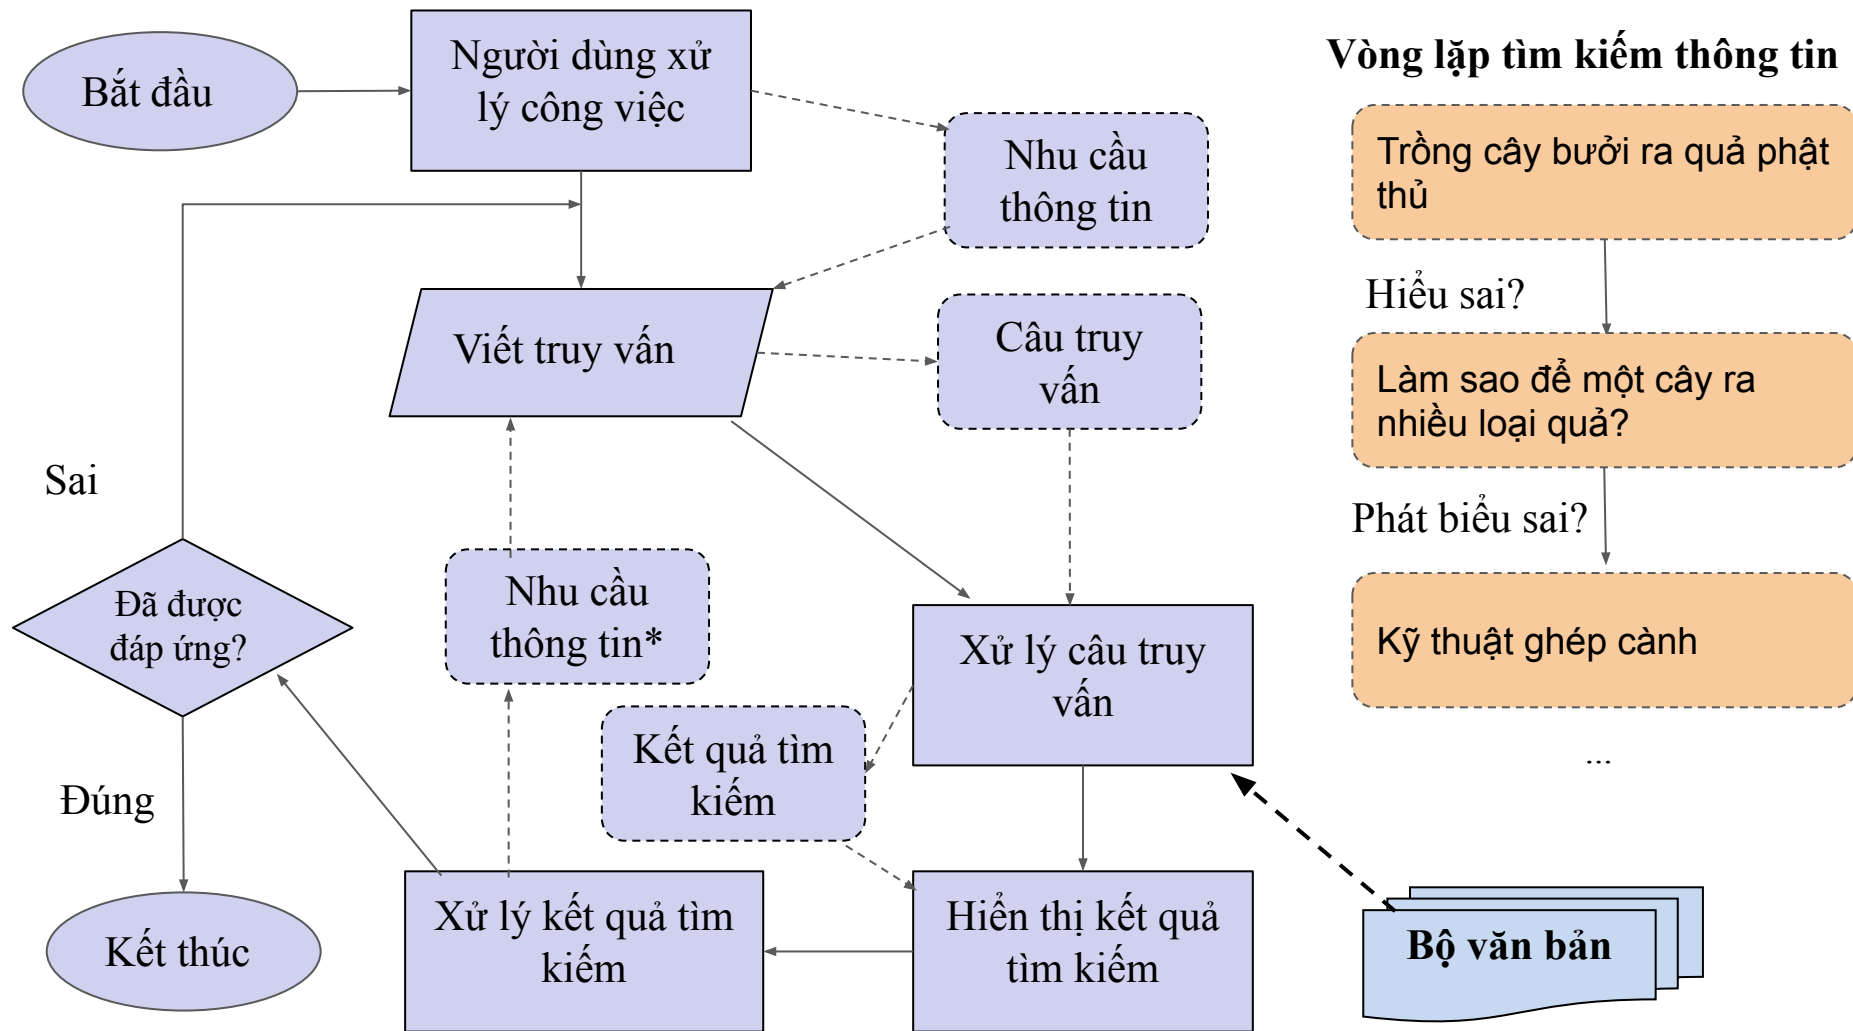 Bắt đầu
Người dùng xử
lý công việc
Vòng lặp tìm kiếm thông tin
Nhu cầu
thông tin
Trồng cây bưởi ra quả phật
thủ
Hiểu sai?
Viết truy vấn
Câu truy
vấn
Làm sao để một cây ra
nhiều loại quả?
Sai
Phát biểu sai?
Đã được
đáp ứng?
Nhu cầu
thông tin*
Xử lý câu truy
vấn
Kỹ thuật ghép cành
Kết quả tìm
kiếm
...
Đúng
Kết thúc
Xử lý kết quả tìm
kiếm
Hiển thị kết quả
tìm kiếm
Bộ văn bản